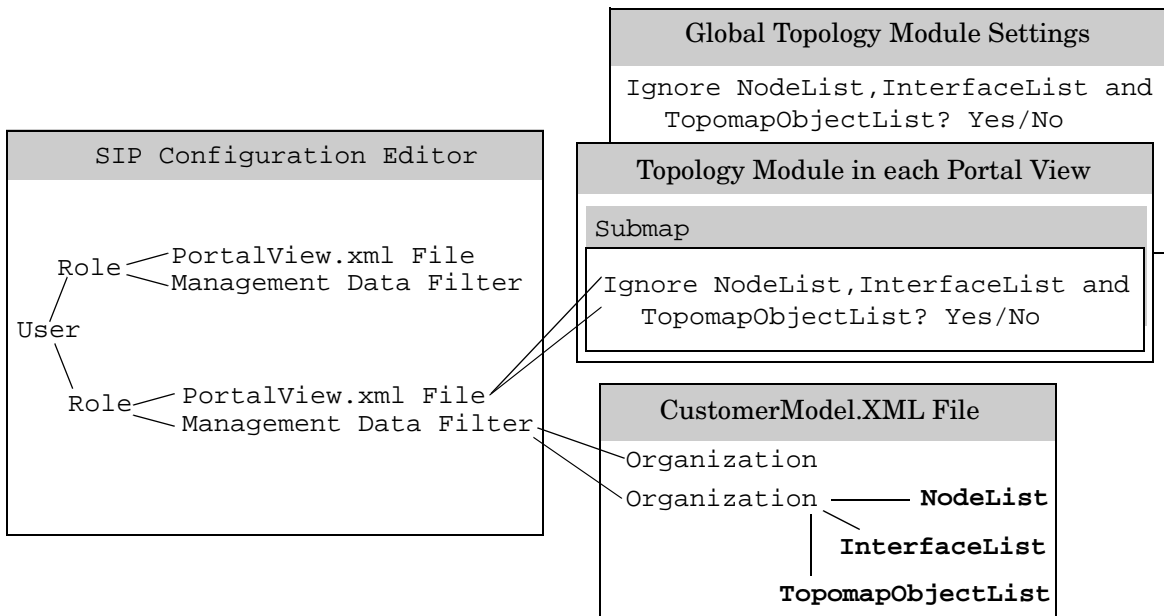 Global Topology Module Settings
Ignore NodeList,InterfaceList and
TopomapObjectList? Yes/No
SIP Configuration Editor
Role
PortalView.xml File
Management Data Filter
User
Role
PortalView.xml File
Management Data Filter
Topology Module in each Portal View
Submap
Ignore NodeList,InterfaceList and
TopomapObjectList? Yes/No
CustomerModel.XML File
Organization
Organization
NodeList
InterfaceList
TopomapObjectList